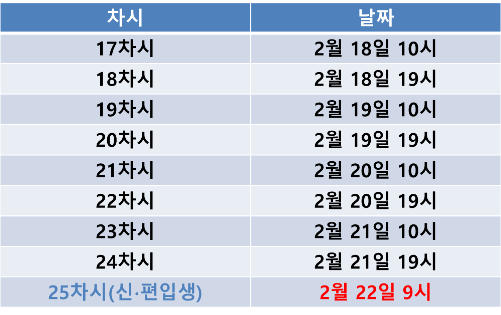 차시 날짜
17차시 2월 18일 10시
18차시 2월 18일 19시
19차시 2월 19일 10시
20차시 2월 19일 19시
21차시 2월 20일 10시
22차시 2월 20일 19시
23차시 2월 21일 10시
24차시 2월 21일 19시
25차시(신·편입생) 2월 22일 9시